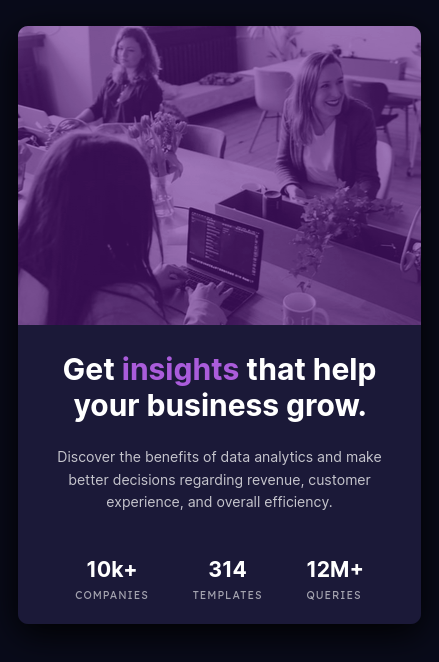 Get insights that help
your business grow.
Discover the benefits of data analytics and make
better decisions regarding revenue, customer
experience, and overall efficiency.
10k+ 314 12M+
COMPANIES TEMPLATES QUERIES